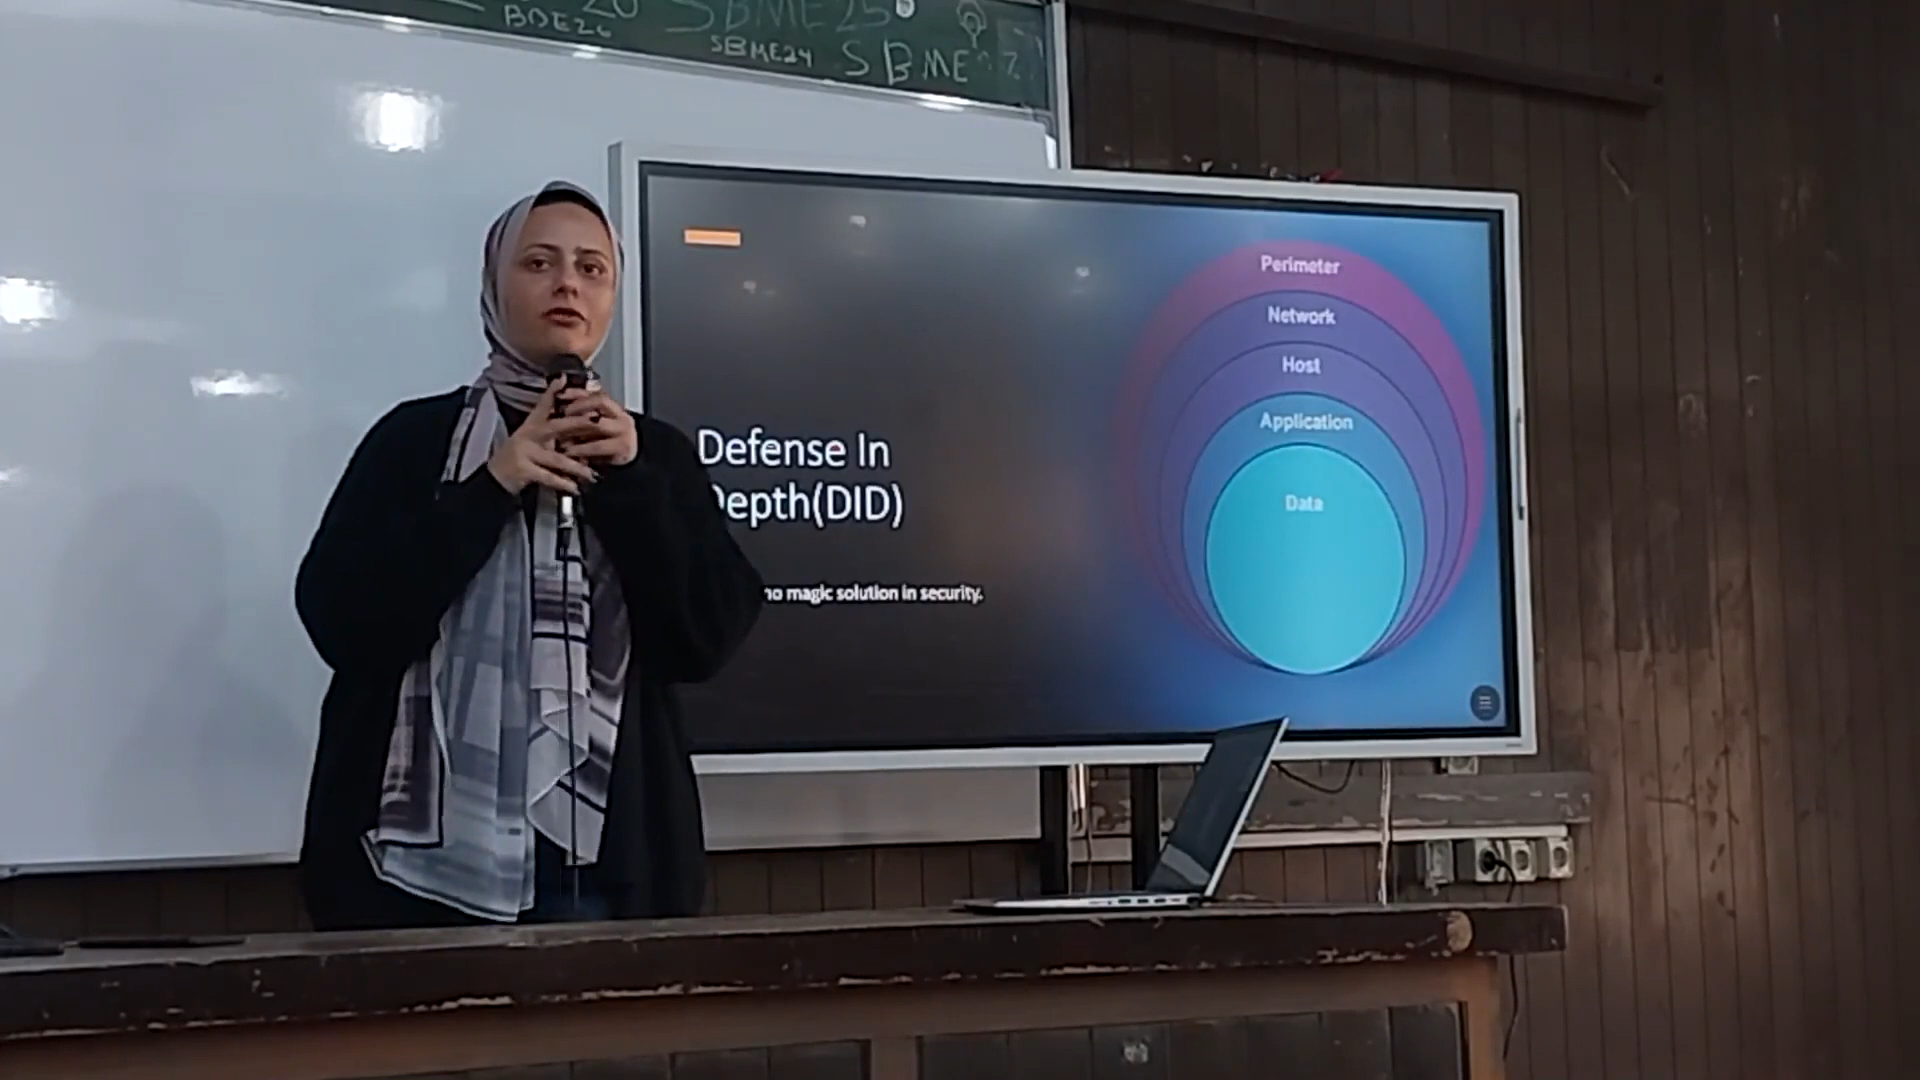 BDE26
SBME25
SBME24
SBME
Perimeter
Network
Host
Application
Data
Defense In
Depth(DID)
no magic solution in security.